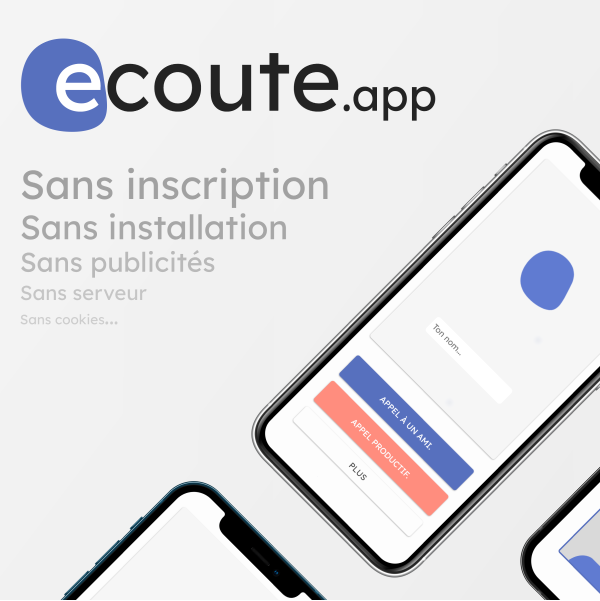 ecoute.app
Sans inscription
Sans installation
Sans publicités
Sans serveur
Sans cookies...
Ton nom...
APPEL À UN AMI.
APPEL PRODUCTIF.
PLUS